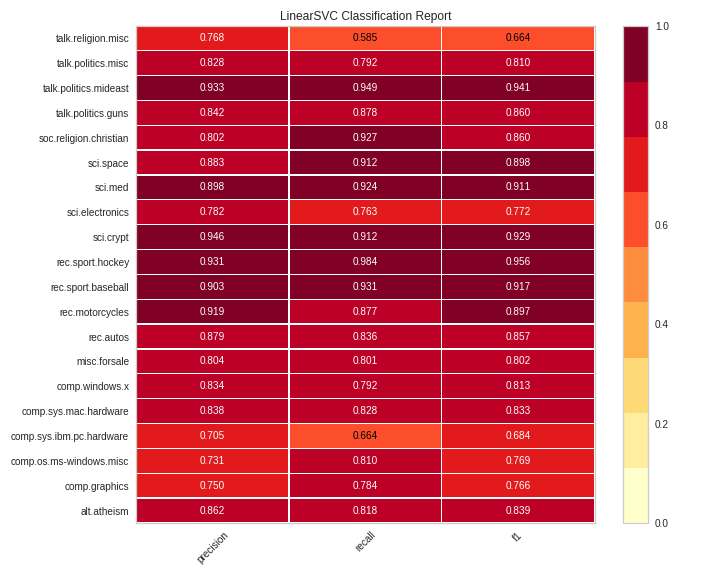 LinearSVC Classification Report
talk.religion.misc 0.768 0.585 0.664
talk.politics.misc 0.828 0.792 0.810
talk.politics.mideast 0.933 0.949 0.941
talk.politics.guns 0.842 0.878 0.860
soc.religion.christian 0.802 0.927 0.860
sci.space 0.883 0.912 0.898
sci.med 0.898 0.924 0.911
sci.electronics 0.782 0.763 0.772
sci.crypt 0.946 0.912 0.929
rec.sport.hockey 0.931 0.984 0.956
rec.sport.baseball 0.903 0.931 0.917
rec.motorcycles 0.919 0.877 0.897
rec.autos 0.879 0.836 0.857
misc.forsale 0.804 0.801 0.802
comp.windows.x 0.834 0.792 0.813
comp.sys.mac.hardware 0.838 0.828 0.833
comp.sys.ibm.pc.hardware 0.705 0.664 0.684
comp.os.ms-windows.misc 0.731 0.810 0.769
comp.graphics 0.750 0.784 0.766
alt.atheism 0.862 0.818 0.839
precision recall f1
1.0
0.8
0.6
0.4
0.2
0.0